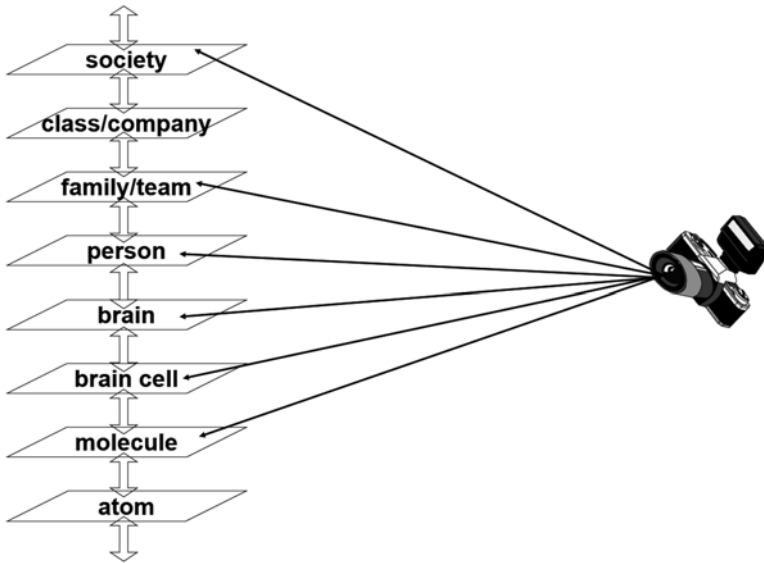 society
class/company
family/team
person
brain
brain cell
molecule
atom